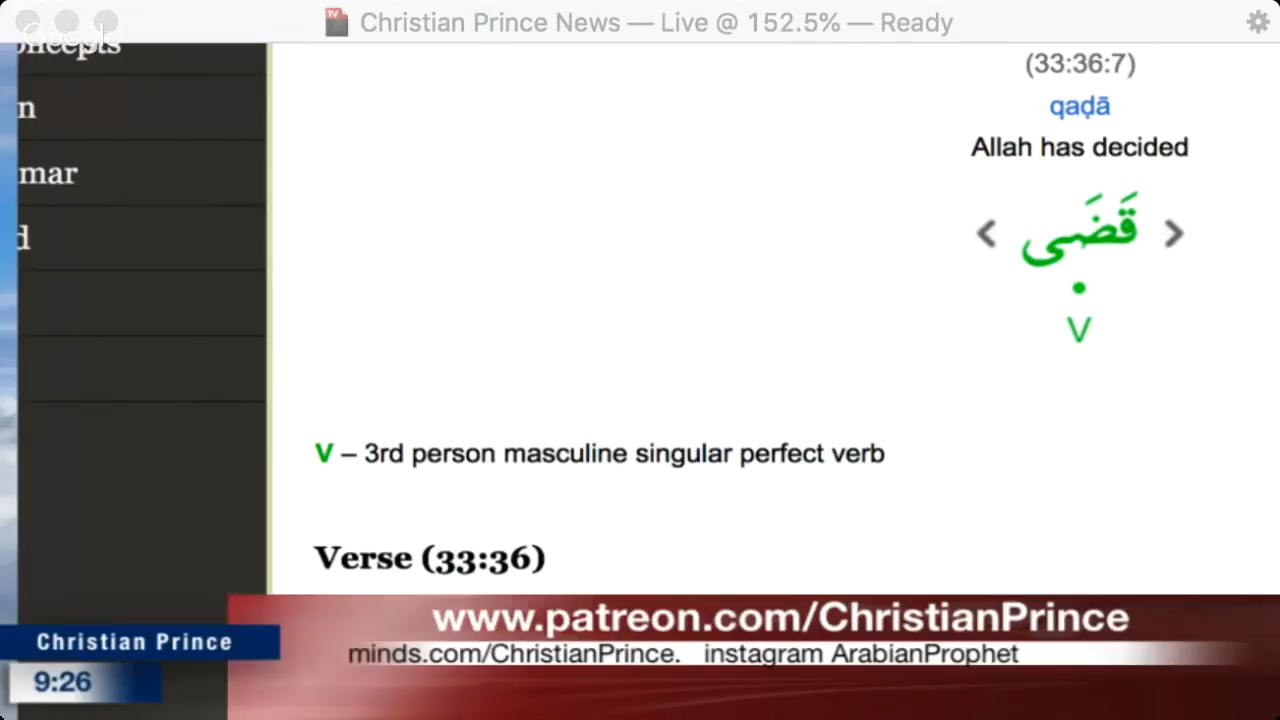 Christian Prince News — Live @ 152.5% — Ready
oncepts
n
mar
d
(33:36:7)
qaḍā
Allah has decided
قَضَى
V
V – 3rd person masculine singular perfect verb
Verse (33:36)
www.patreon.com/ChristianPrince
Christian Prince
minds.com/ChristianPrince. instagram ArabianProphet
9:26